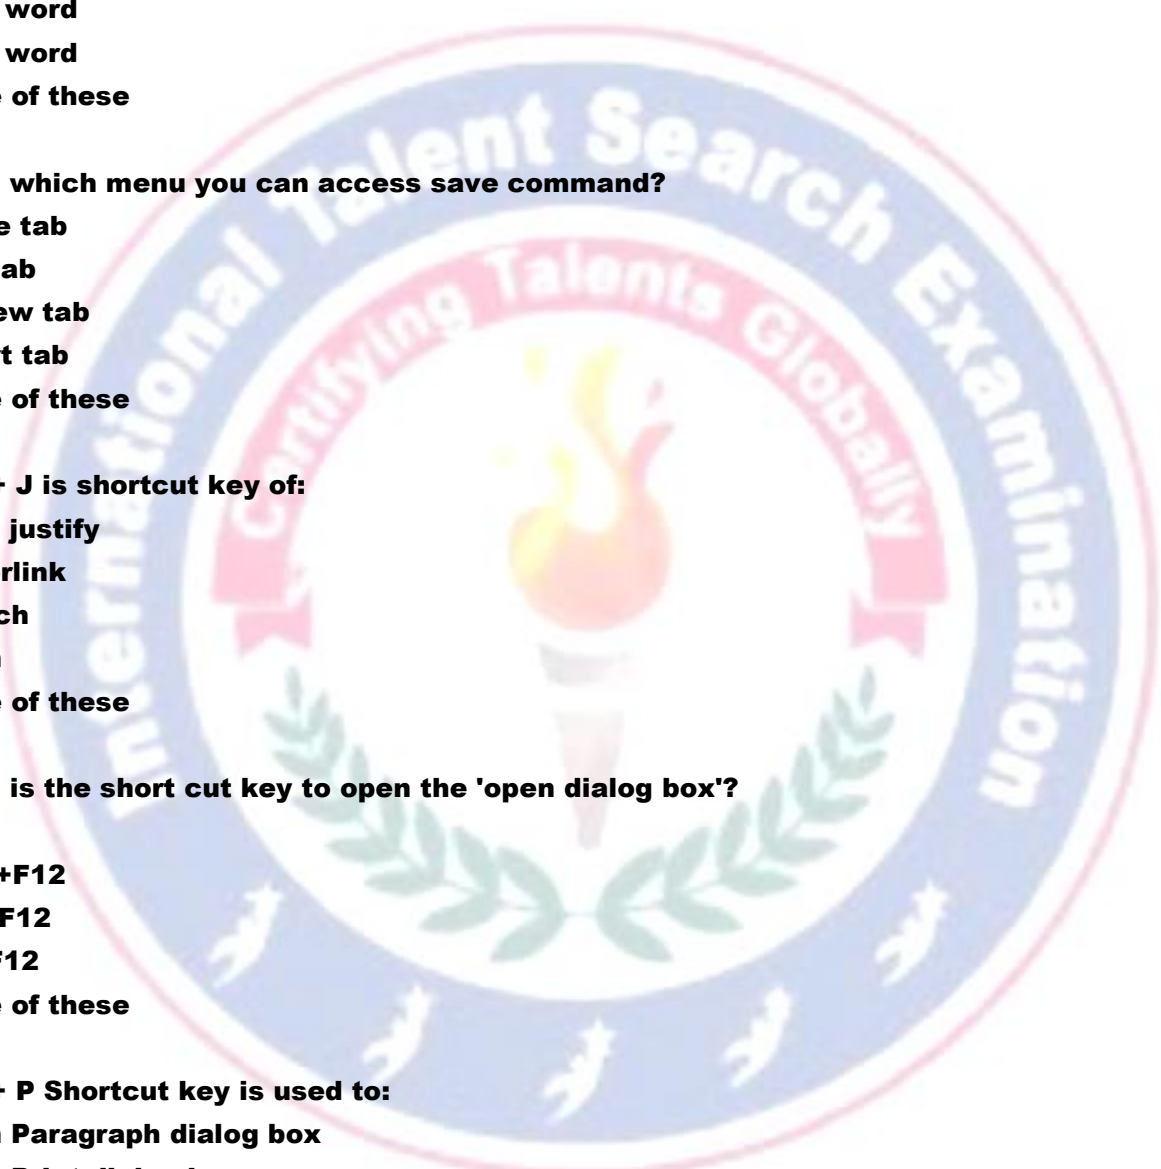 word
word
of these
which menu you can access save command?
tab
ab
ew tab
t tab
of these
+ J is shortcut key of:
justify
rlink
ch
of these
is the short cut key to open the 'open dialog box'?
+F12
F12
F12
of these
+ P Shortcut key is used to:
Paragraph dialog box
International Talent Search Examination
Certifying Talents Globally